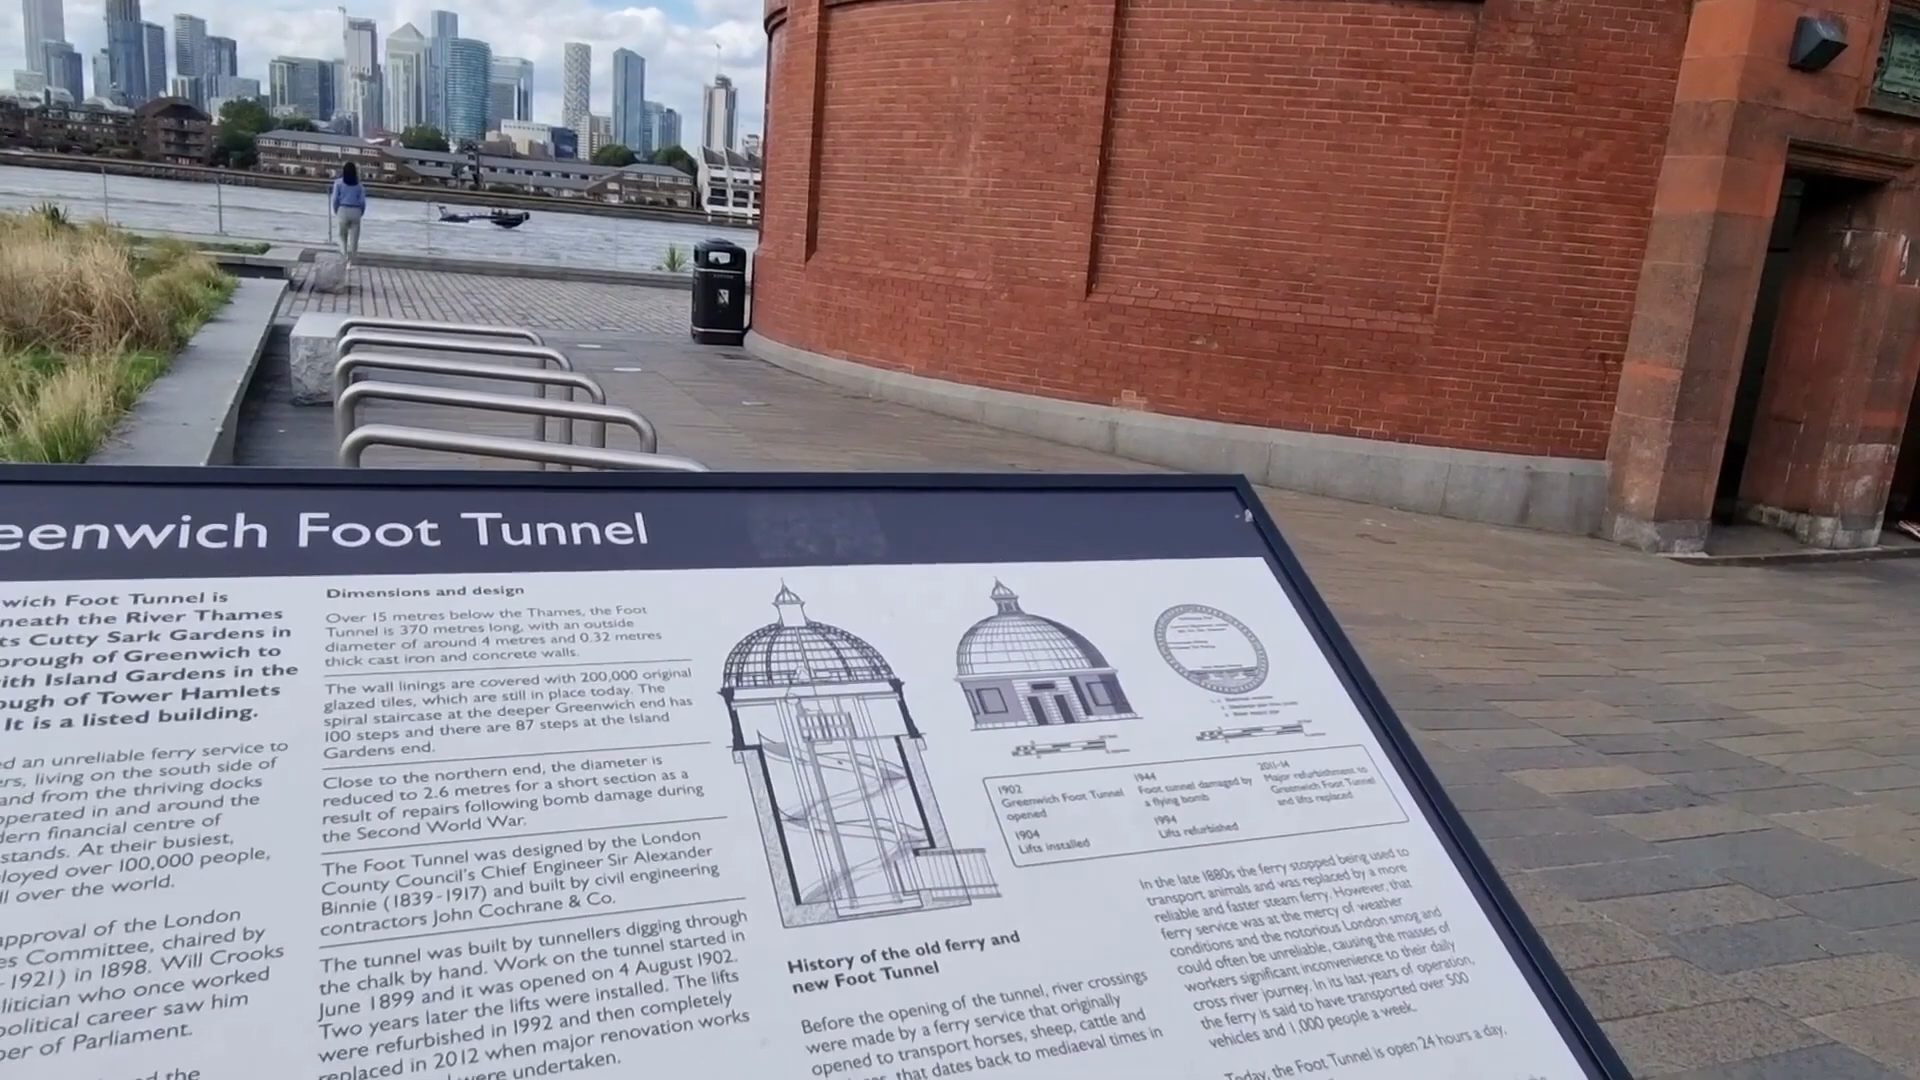 eenwich Foot Tunnel
wich Foot Tunnel is
neath the River Thames
ts Cutty Sark Gardens in
orough of Greenwich to
ith Island Gardens in the
ough of Tower Hamlets
It is a listed building.
ed an unreliable ferry service to
ers, living on the south side of
and from the thriving docks
operated in and around the
dern financial centre of
stands. At their busiest,
loyed over 100,000 people,
ll over the world.
approval of the London
es Committee, chaired by
-1921) in 1898. Will Crooks
litician who once worked
political career saw him
ber of Parliament.
d the
Dimensions and design
Over 15 metres below the Thames, the Foot
Tunnel is 370 metres long, with an outside
diameter of around 4 metres and 0.32 metres
thick cast iron and concrete walls.
The wall linings are covered with 200,000 original
glazed tiles, which are still in place today. The
spiral staircase at the deeper Greenwich end has
100 steps and there are 87 steps at the Island
Gardens end.
Close to the northern end, the diameter is
reduced to 2.6 metres for a short section as a
result of repairs following bomb damage during
the Second World War.
The Foot Tunnel was designed by the London
County Council's Chief Engineer Sir Alexander
Binnie (1839-1917) and built by civil engineering
contractors John Cochrane & Co.
The tunnel was built by tunnellers digging through
the chalk by hand. Work on the tunnel started in
June 1899 and it was opened on 4 August 1902.
Two years later the lifts were installed. The lifts
were refurbished in 1992 and then completely
replaced in 2012 when major renovation works
were undertaken.
1902
Greenwich Foot Tunnel
opened
1904
Lifts installed
1944
Foot tunnel damaged by
a flying bomb
1994
Lifts refurbished
2011-14
Major refurbishment to
Greenwich Foot Tunnel
and lifts replaced
History of the old ferry and
new Foot Tunnel
Before the opening of the tunnel, river crossings
were made by a ferry service that originally
opened to transport horses, sheep, cattle and
that dates back to mediaeval times in
In the late 1880s the ferry stopped being used to
transport animals and was replaced by a more
reliable and faster steam ferry. However, that
ferry service was at the mercy of weather
conditions and the notorious London smog and
could often be unreliable, causing the masses of
workers significant inconvenience to their daily
cross river journey. In its last years of operation,
the ferry is said to have transported over 500
vehicles and 1,000 people a week.
Today, the Foot Tunnel is open 24 hours a day,